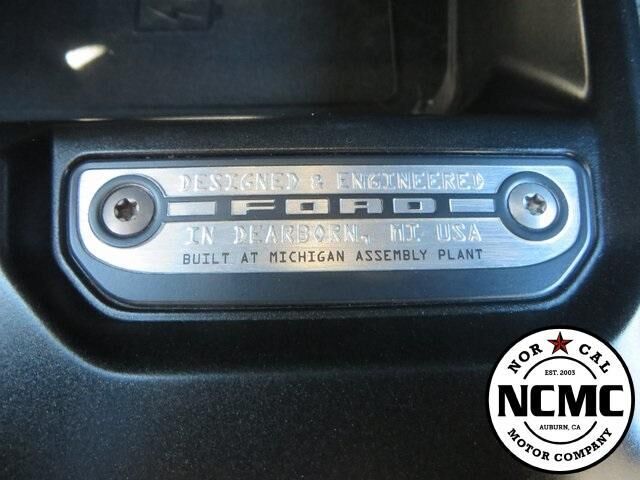 DESIGNED & ENGINEERED
FORD
IN DEARBORN, MI USA
BUILT AT MICHIGAN ASSEMBLY PLANT
NOR ★ CAL
EST. 2003
NCMC
AUBURN, CA
MOTOR COMPANY